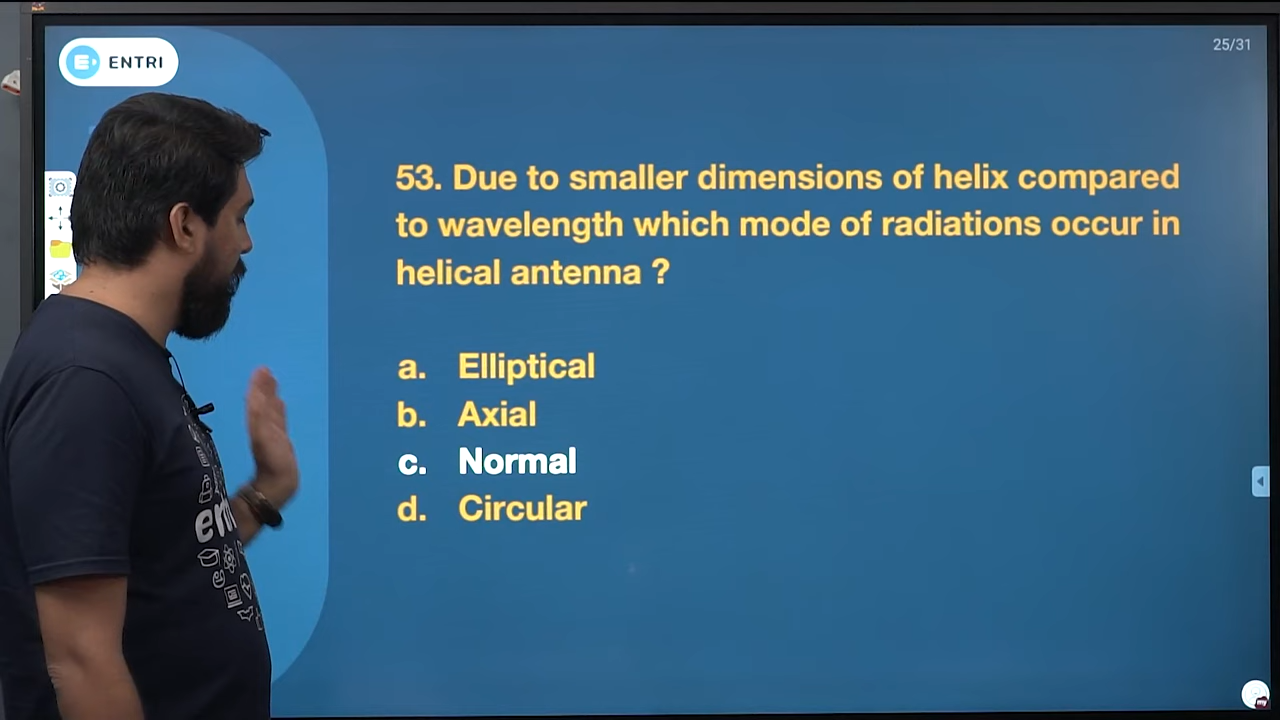 ENTRI
25/31
53. Due to smaller dimensions of helix compared
to wavelength which mode of radiations occur in
helical antenna ?
a. Elliptical
b. Axial
c. Normal
d. Circular